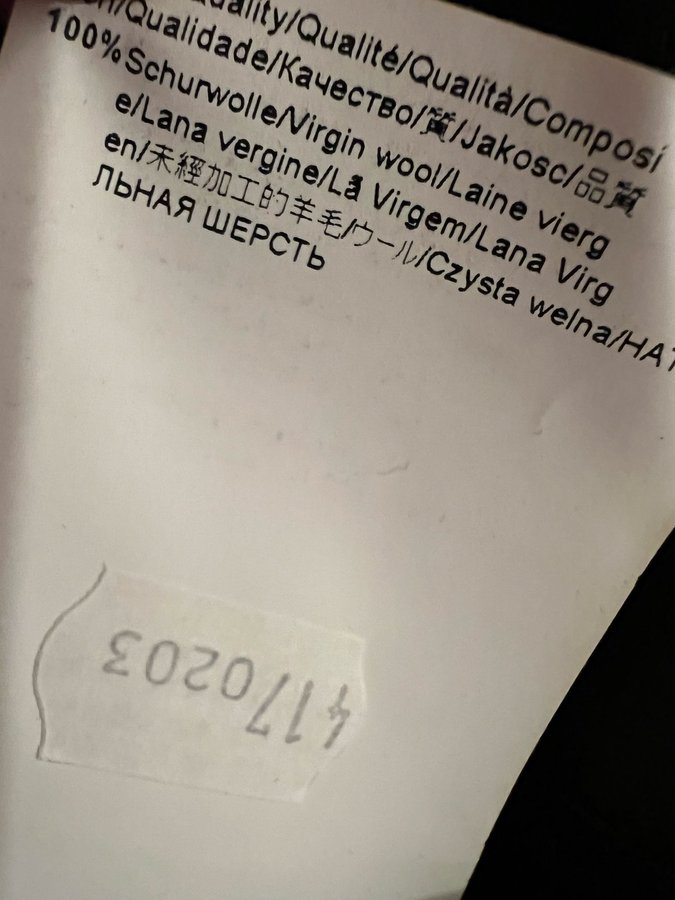 uality/Qualité/Qualità/Composi
n/Qualidade/Качество/質/Jakosc/品質
100%Schurwolle/Virgin wool/Laine vierg
e/Lana vergine/Lã Virgem/Lana Virg
en/未經加工的羊毛/ウール/Czysta welna/НАТ
ЛЬНАЯ ШЕРСТЬ
4170203